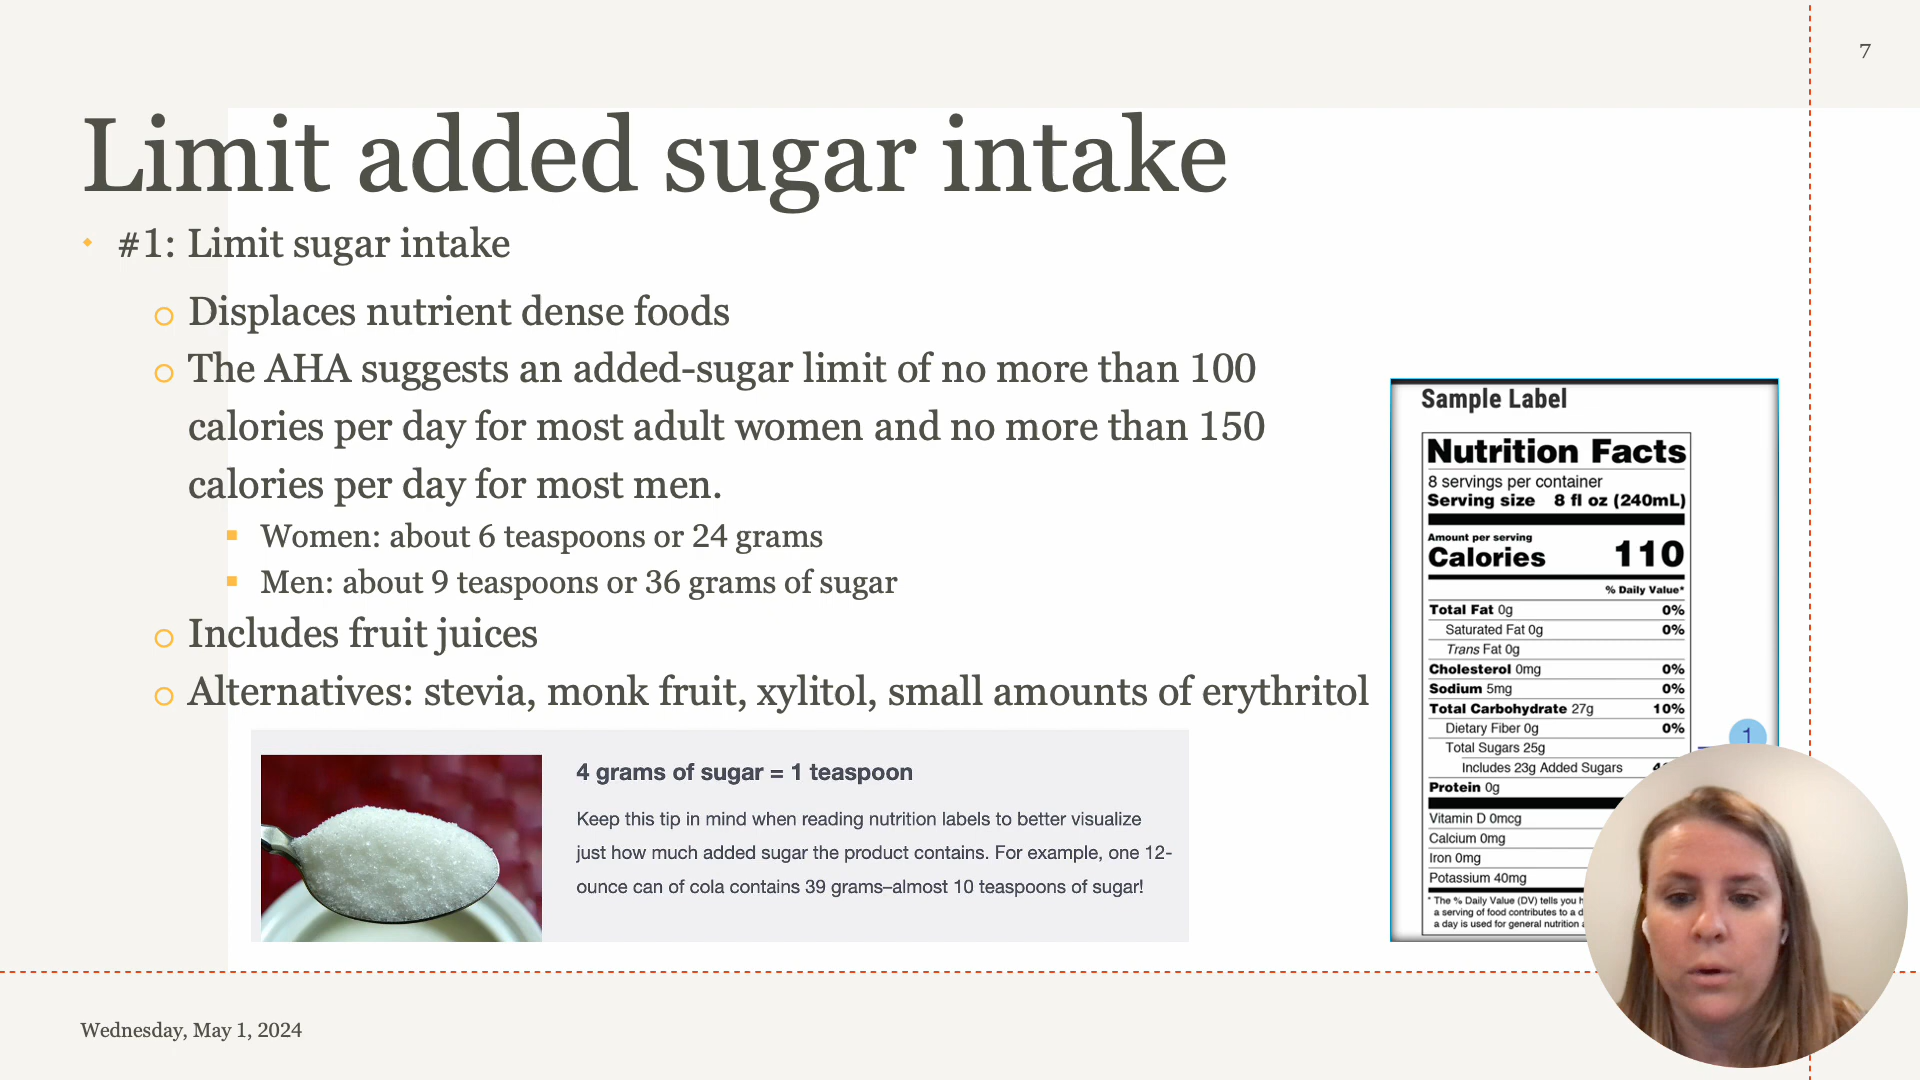 7
Limit added sugar intake
#1: Limit sugar intake
Displaces nutrient dense foods
The AHA suggests an added-sugar limit of no more than 100
calories per day for most adult women and no more than 150
calories per day for most men.
Women: about 6 teaspoons or 24 grams
Men: about 9 teaspoons or 36 grams of sugar
Includes fruit juices
Alternatives: stevia, monk fruit, xylitol, small amounts of erythritol
4 grams of sugar = 1 teaspoon
Keep this tip in mind when reading nutrition labels to better visualize
just how much added sugar the product contains. For example, one 12-
ounce can of cola contains 39 grams–almost 10 teaspoons of sugar!
Sample Label
Nutrition Facts
8 servings per container
Serving size 8 fl oz (240mL)
Amount per serving
Calories 110
% Daily Value*
Total Fat 0g 0%
Saturated Fat 0g 0%
Trans Fat 0g
Cholesterol 0mg 0%
Sodium 5mg 0%
Total Carbohydrate 27g 10%
Dietary Fiber 0g 0%
Total Sugars 25g
1
Includes 23g Added Sugars
Protein 0g
Vitamin D 0mcg
Calcium 0mg
Iron 0mg
Potassium 40mg
* The % Daily Value (DV) tells you
a serving of food contributes to a
a day is used for general nutrition
Wednesday, May 1, 2024